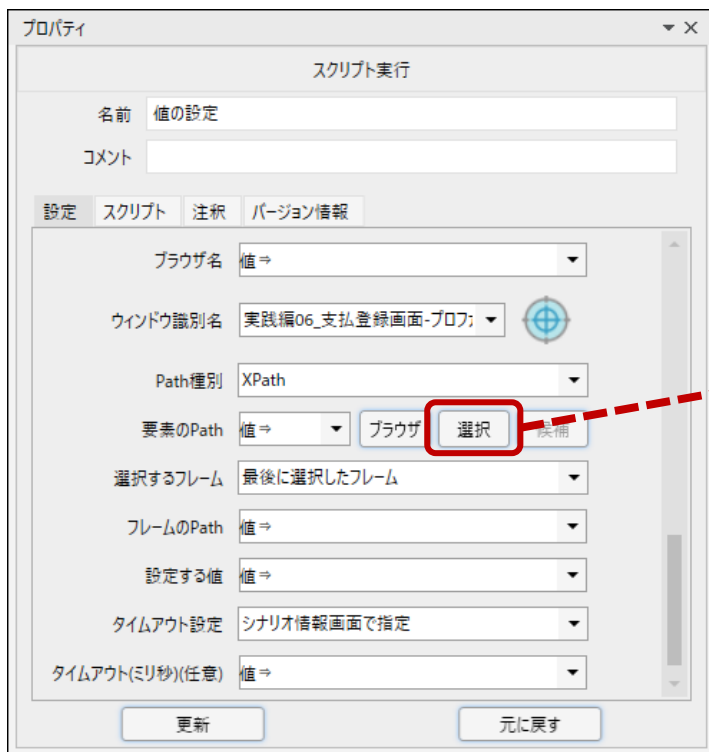 プロパティ
スクリプト実行
名前 値の設定
コメント
設定 スクリプト 注釈 バージョン情報
ブラウザ名 値⇒
ウィンドウ識別名 実践編06_支払登録画面-プロファ
Path種別 XPath
要素のPath 値⇒ ブラウザ 選択 候補
選択するフレーム 最後に選択したフレーム
フレームのPath 値⇒
設定する値 値⇒
タイムアウト設定 シナリオ情報画面で指定
タイムアウト(ミリ秒)(任意) 値⇒
更新 元に戻す